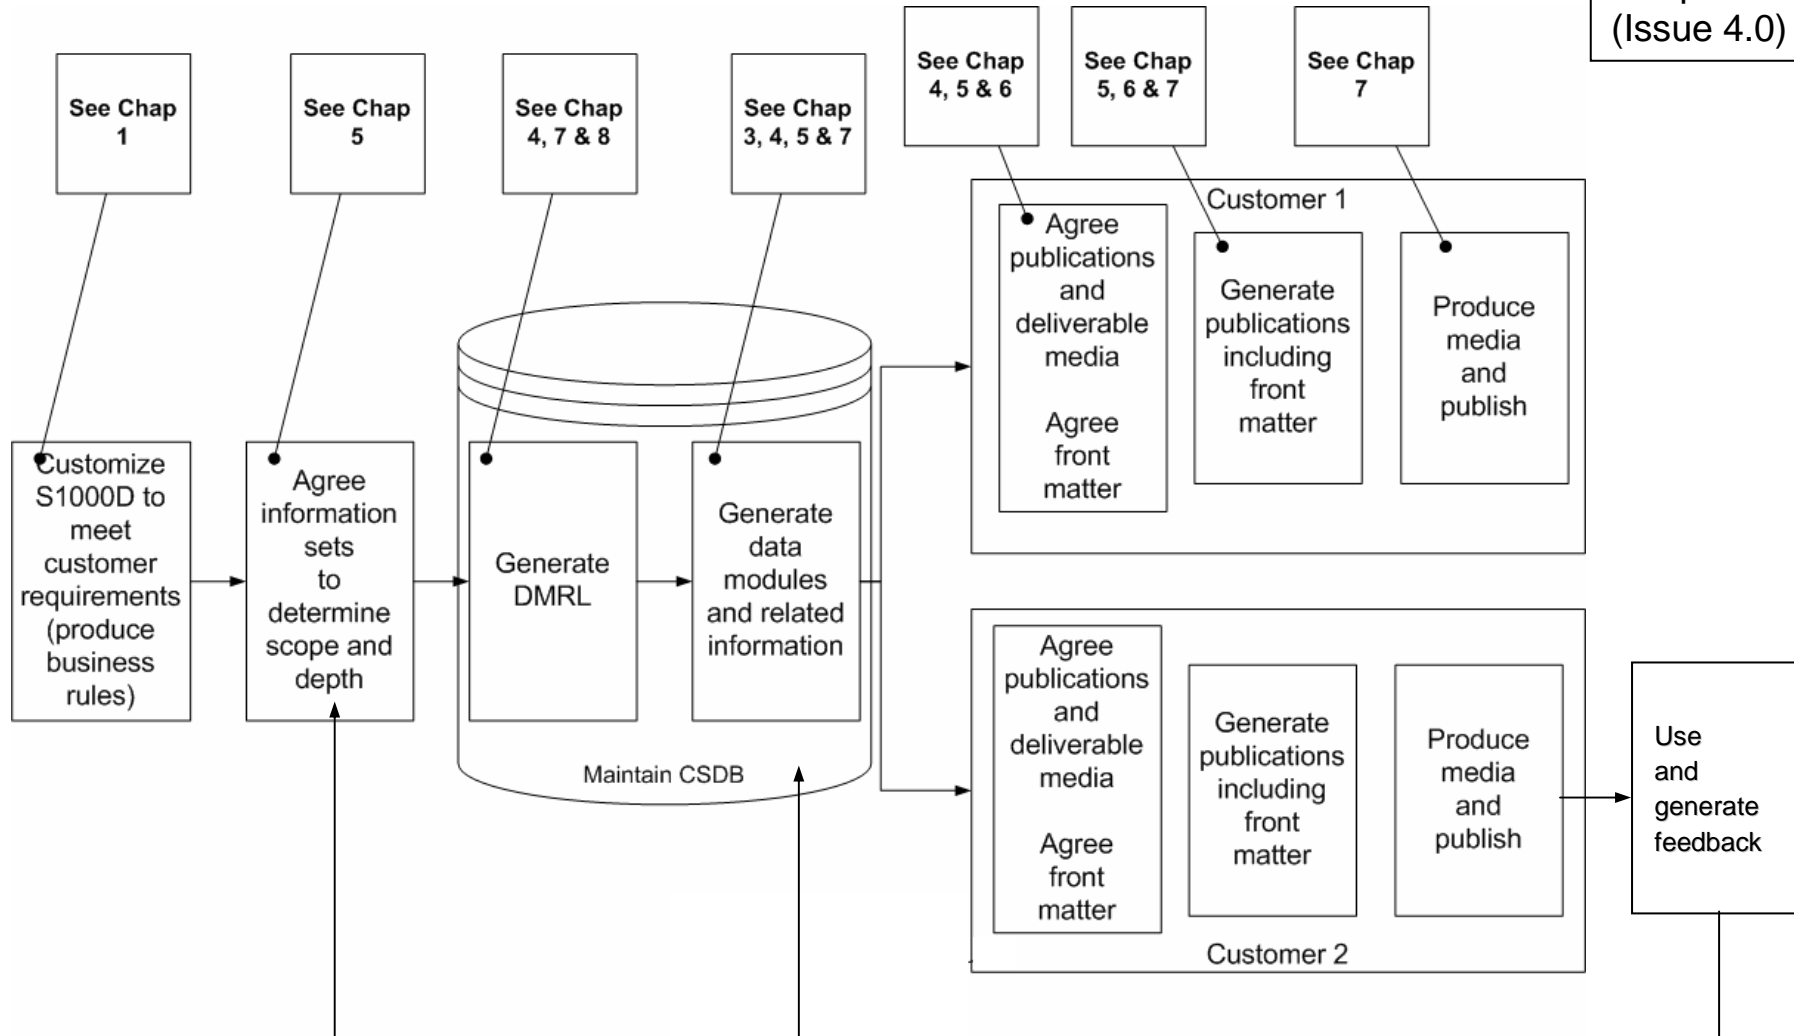 (Issue 4.0)
See Chap
1
See Chap
5
See Chap
4, 7 & 8
See Chap
3, 4, 5 & 7
See Chap
4, 5 & 6
See Chap
5, 6 & 7
See Chap
7
Customize
S1000D to
meet
customer
requirements
(produce
business
rules)
Agree
information
sets
to
determine
scope and
depth
Generate
DMRL
Generate
data
modules
and related
information
Maintain CSDB
Customer 1
Agree
publications
and
deliverable
media
Agree
front
matter
Generate
publications
including
front
matter
Produce
media
and
publish
Agree
publications
and
deliverable
media
Agree
front
matter
Generate
publications
including
front
matter
Produce
media
and
publish
Customer 2
Use
and
generate
feedback